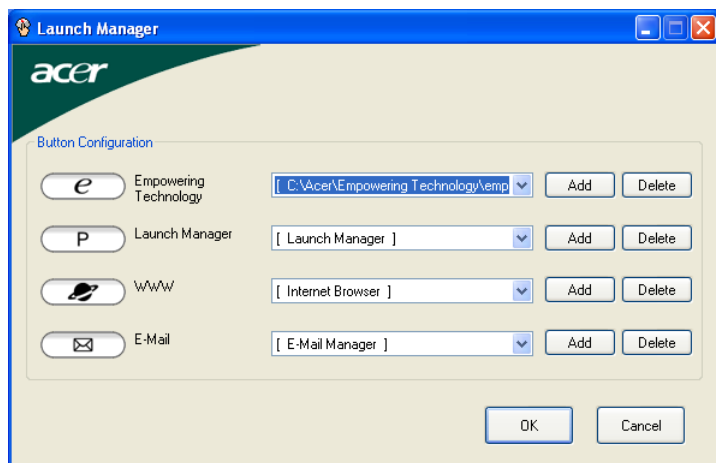 Launch Manager
acer
Button Configuration
e Empowering Technology [ C:\Acer\Empowering Technology\emp Add Delete
P Launch Manager [ Launch Manager ] Add Delete
WWW [ Internet Browser ] Add Delete
E-Mail [ E-Mail Manager ] Add Delete
OK Cancel